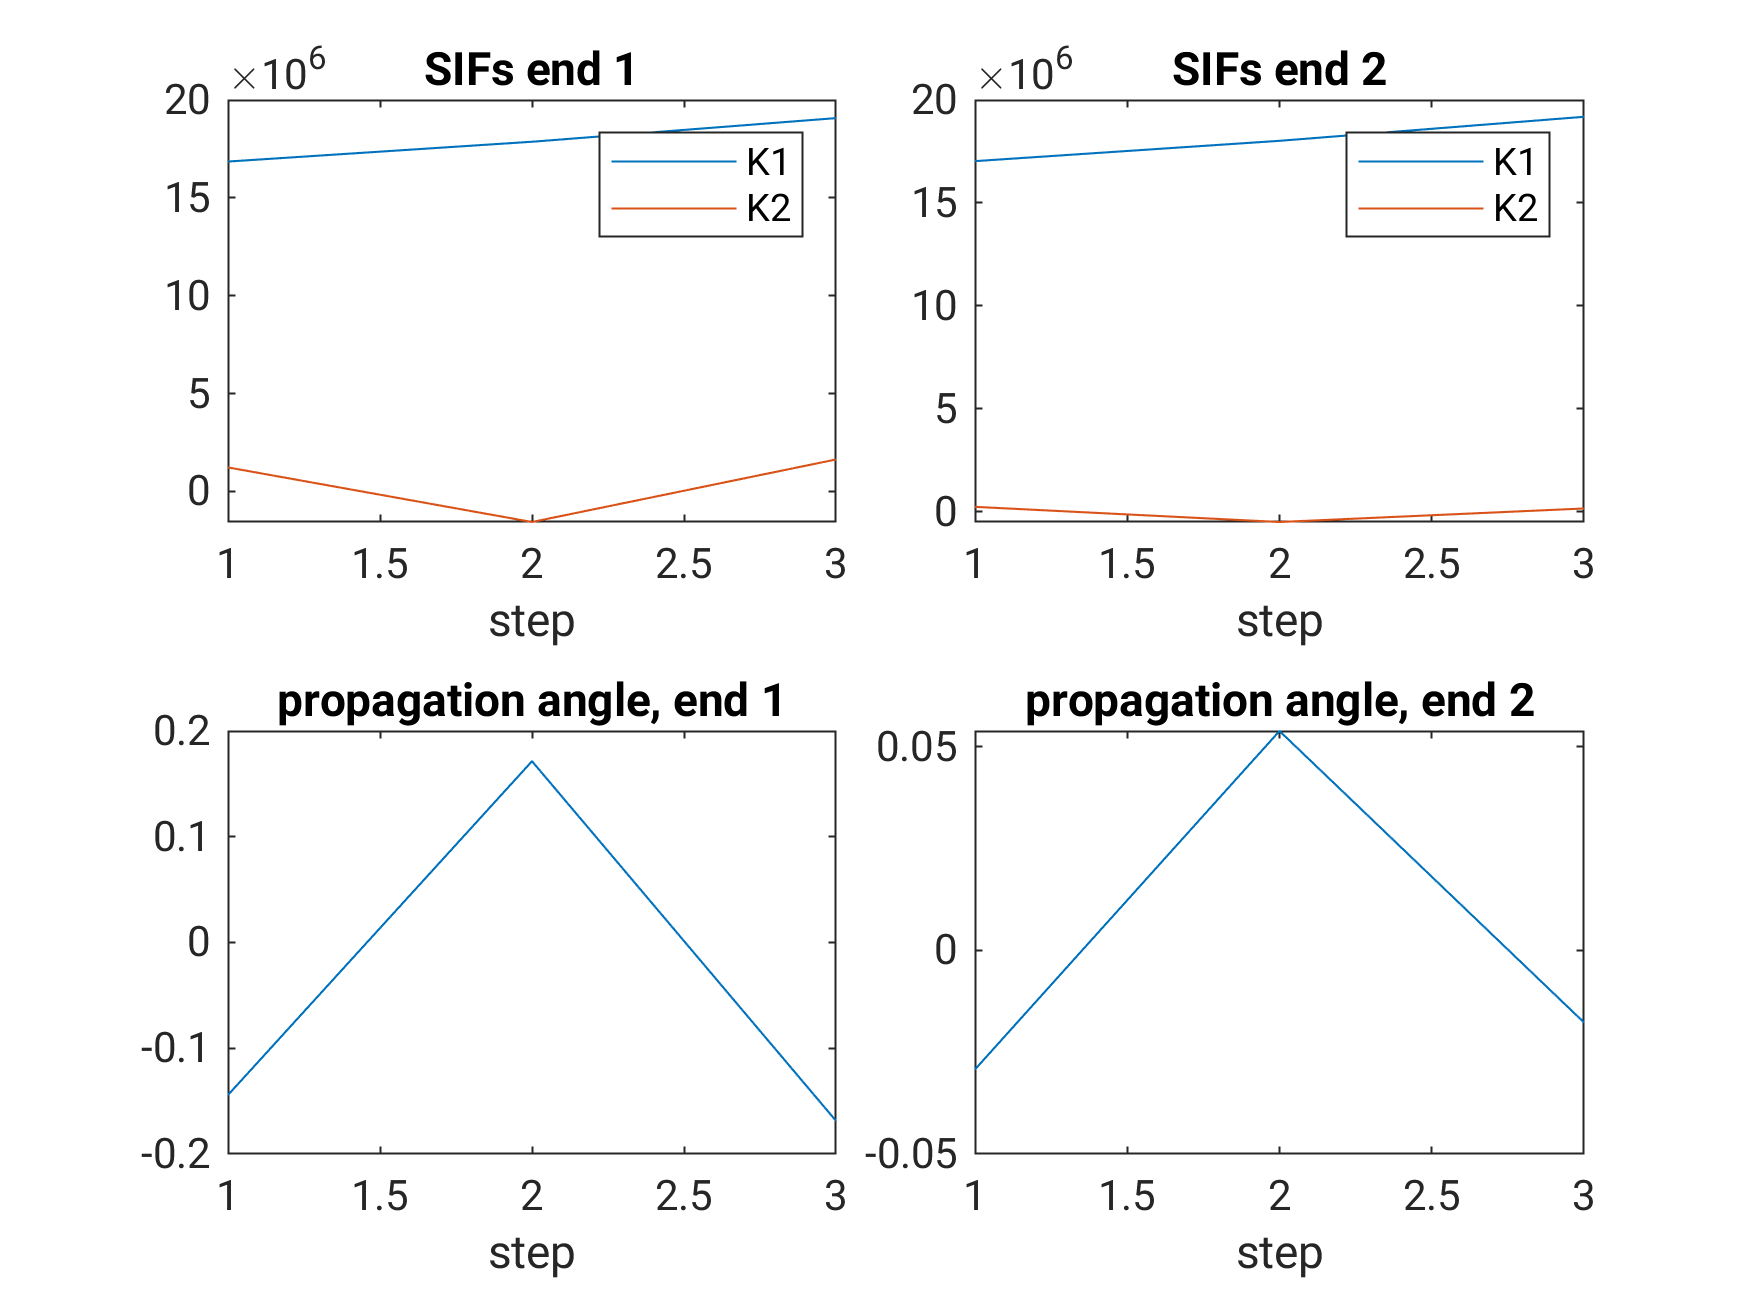 ×10^6 SIFs end 1
20
15
10
5
0
K1
K2
1 1.5 2 2.5 3
step
×10^6 SIFs end 2
20
15
10
5
0
K1
K2
1 1.5 2 2.5 3
step
propagation angle, end 1
0.2
0.1
0
-0.1
-0.2
1 1.5 2 2.5 3
step
propagation angle, end 2
0.05
0
-0.05
1 1.5 2 2.5 3
step